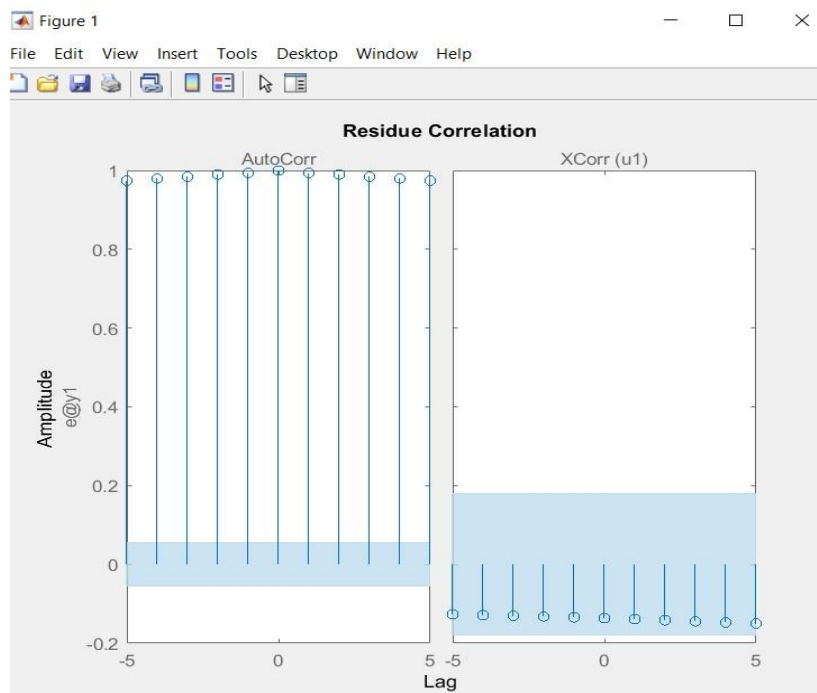 Figure 1
File Edit View Insert Tools Desktop Window Help
Residue Correlation
AutoCorr XCorr (u1)
1
0.8
0.6
0.4
0.2
0
-0.2
Amplitude
e@y1
-5 0 5 -5 0 5
Lag